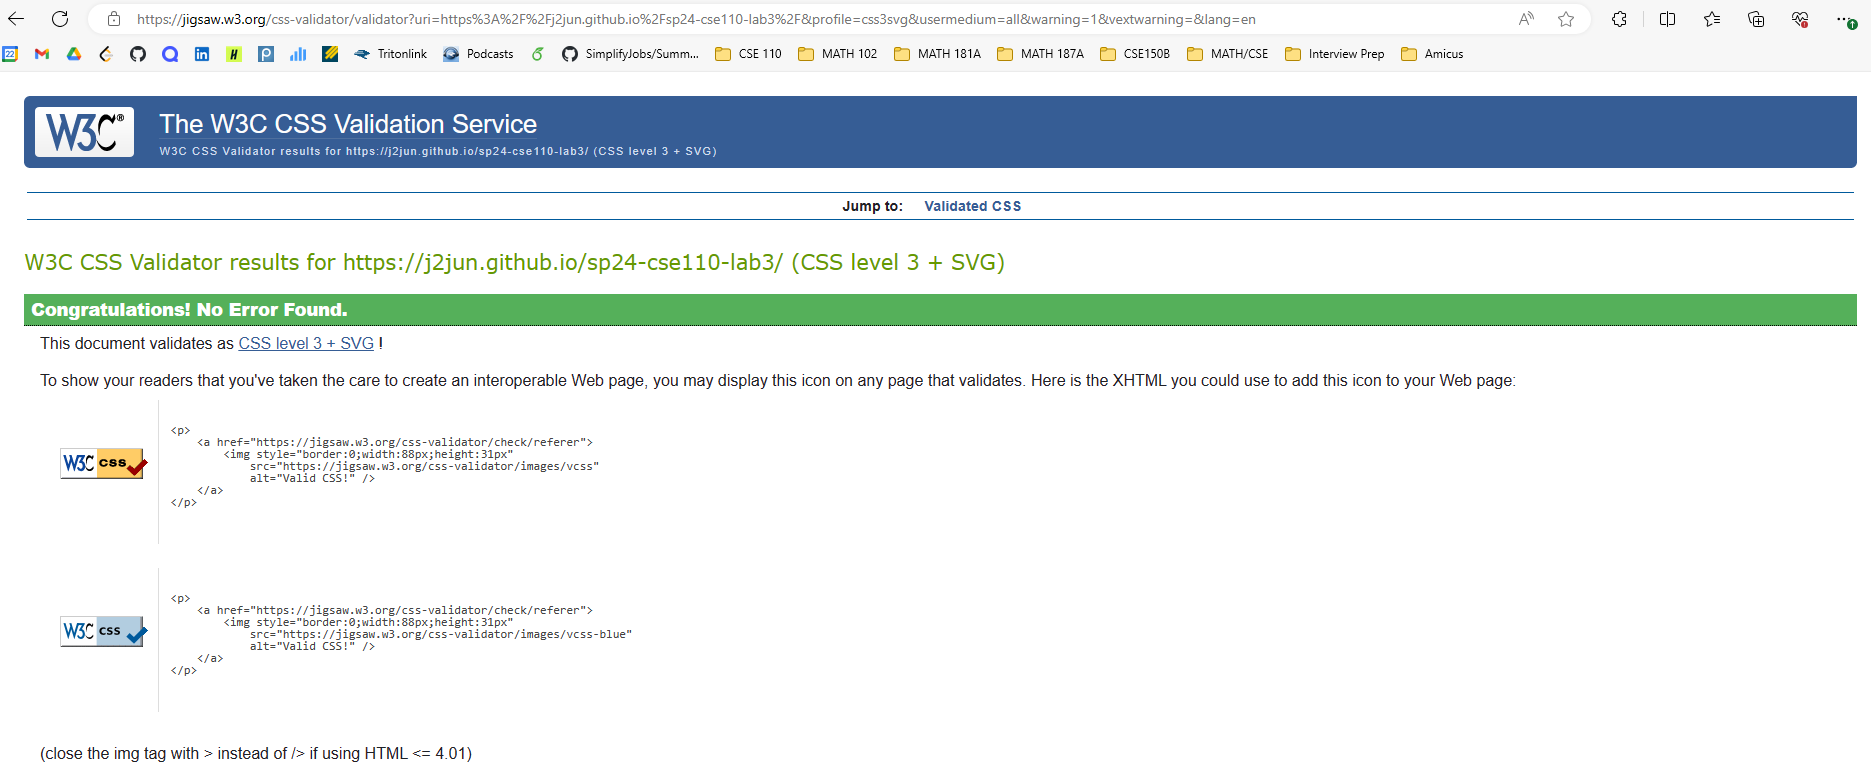 https://jigsaw.w3.org/css-validator/validator?uri=https%3A%2F%2Fj2jun.github.io%2Fsp24-cse110-lab3%2F&profile=css3svg&usermedium=all&warning=1&vextwarning=&lang=en
22 Tritonlink Podcasts SimplifyJobs/Summ... CSE 110 MATH 102 MATH 181A MATH 187A CSE150B MATH/CSE Interview Prep Amicus
W3C® The W3C CSS Validation Service
W3C CSS Validator results for https://j2jun.github.io/sp24-cse110-lab3/ (CSS level 3 + SVG)
Jump to: Validated CSS
W3C CSS Validator results for https://j2jun.github.io/sp24-cse110-lab3/ (CSS level 3 + SVG)
Congratulations! No Error Found.
This document validates as CSS level 3 + SVG !
To show your readers that you've taken the care to create an interoperable Web page, you may display this icon on any page that validates. Here is the XHTML you could use to add this icon to your Web page:
W3C css
<p>
<a href="https://jigsaw.w3.org/css-validator/check/referer">
<img style="border:0;width:88px;height:31px"
src="https://jigsaw.w3.org/css-validator/images/vcss"
alt="Valid CSS!" />
</a>
</p>
W3C css
<p>
<a href="https://jigsaw.w3.org/css-validator/check/referer">
<img style="border:0;width:88px;height:31px"
src="https://jigsaw.w3.org/css-validator/images/vcss-blue"
alt="Valid CSS!" />
</a>
</p>
(close the img tag with > instead of /> if using HTML <= 4.01)